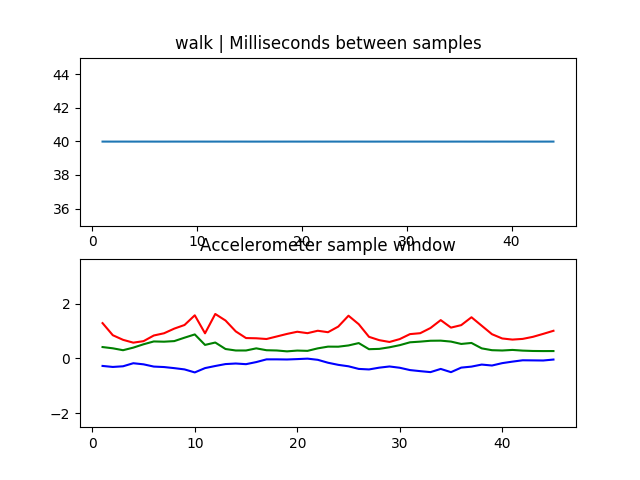 walk | Milliseconds between samples
44
42
40
38
36
0 10 20 30 40
Accelerometer sample window
2
0
−2
0 10 20 30 40